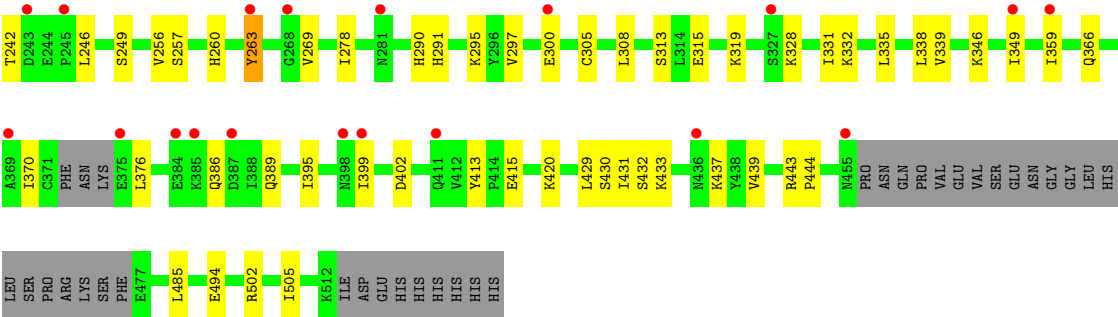 T242 D243 E244 P245 L246 S249 V256 S257 H260 Y263 G268 V269 I278 N281 H290 H291 K295 Y296 V297 E300 C305 L308 S313 L314 E315 K319 S327 K328 I331 K332 L335 L338 V339 K346 I349 I359 Q366
A369 I370 C371 PHE ASN LYS E375 L376 E384 K385 Q386 D387 I388 Q389 I395 N398 I399 D402 Q411 V412 Y413 P414 E415 K420 L429 S430 I431 S432 K433 N436 K437 Y438 V439 R443 P444 N455 PRO ASN GLN PRO VAL GLU VAL SER GLU ASN GLY GLY LEU HIS
LEU SER PRO ARG LYS SER PHE E477 L485 E494 R502 I505 K512 ILE ASP GLU HIS HIS HIS HIS HIS HIS